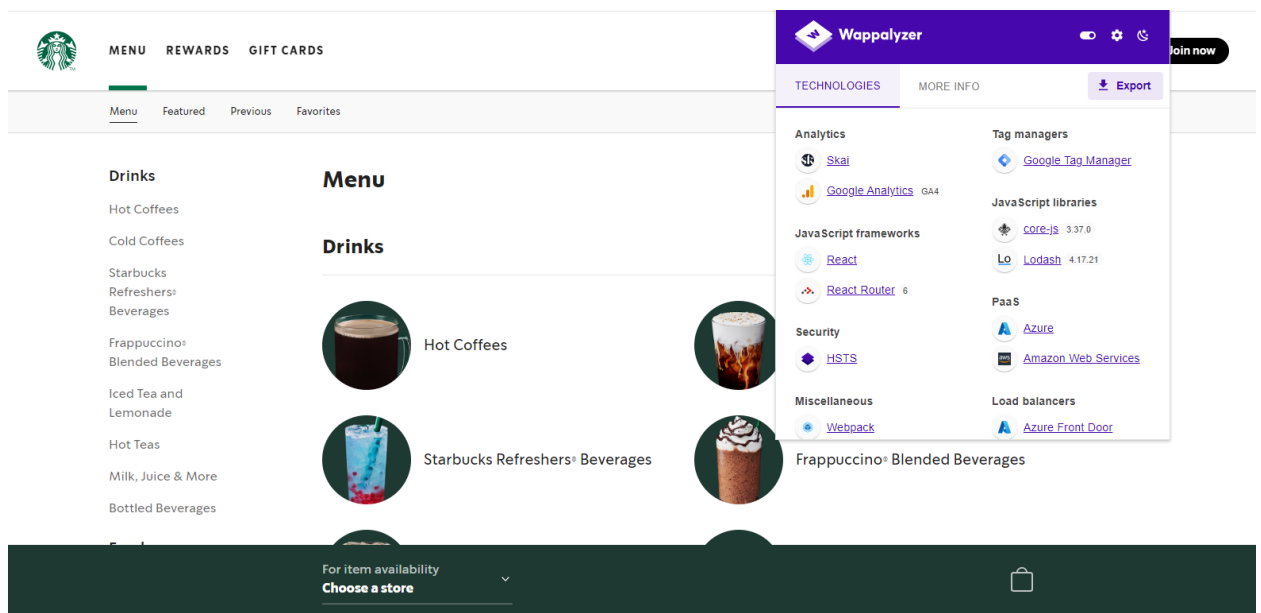 MENU REWARDS GIFT CARDS
Join now
Menu Featured Previous Favorites
Drinks
Hot Coffees
Cold Coffees
Starbucks
Refreshers®
Beverages
Frappuccino®
Blended Beverages
Iced Tea and
Lemonade
Hot Teas
Milk, Juice & More
Bottled Beverages
Menu
Drinks
Hot Coffees
Starbucks Refreshers® Beverages
Frappuccino® Blended Beverages
Wappalyzer
TECHNOLOGIES MORE INFO Export
Analytics
Skai
Google Analytics GA4
JavaScript frameworks
React
React Router 6
Security
HSTS
Miscellaneous
Webpack
Tag managers
Google Tag Manager
JavaScript libraries
core-js 3.37.0
Lo Lodash 4.17.21
PaaS
Azure
aws Amazon Web Services
Load balancers
Azure Front Door
For item availability
Choose a store